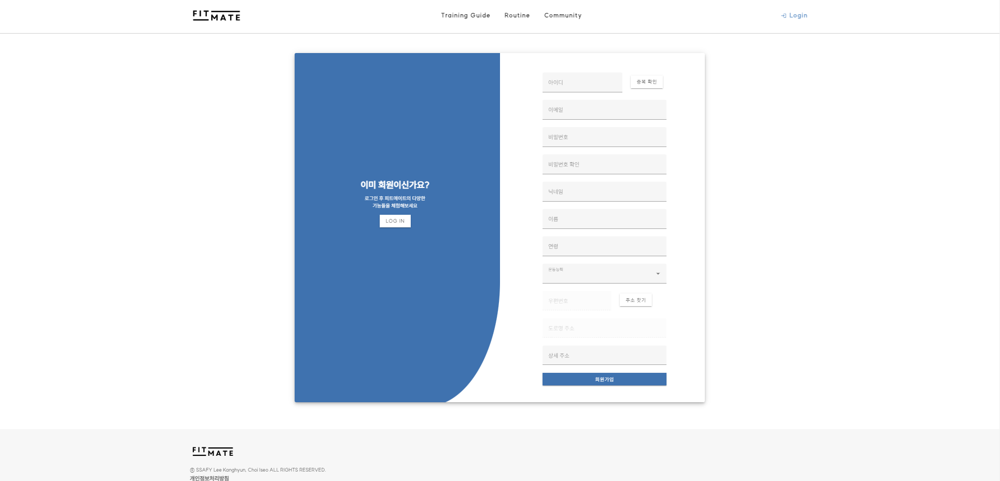 FITMATE
Training Guide Routine Community
Login
아이디
중복 확인
이메일
비밀번호
비밀번호 확인
닉네임
이름
연령
운동능력
우편번호
주소 찾기
도로명 주소
상세 주소
회원가입
이미 회원이신가요?
로그인 후 피트메이트의 다양한
기능들을 체험해보세요
LOG IN
FITMATE
© SSAFY Lee Kanghyun, Choi Iseo ALL RIGHTS RESERVED.
개인정보처리방침